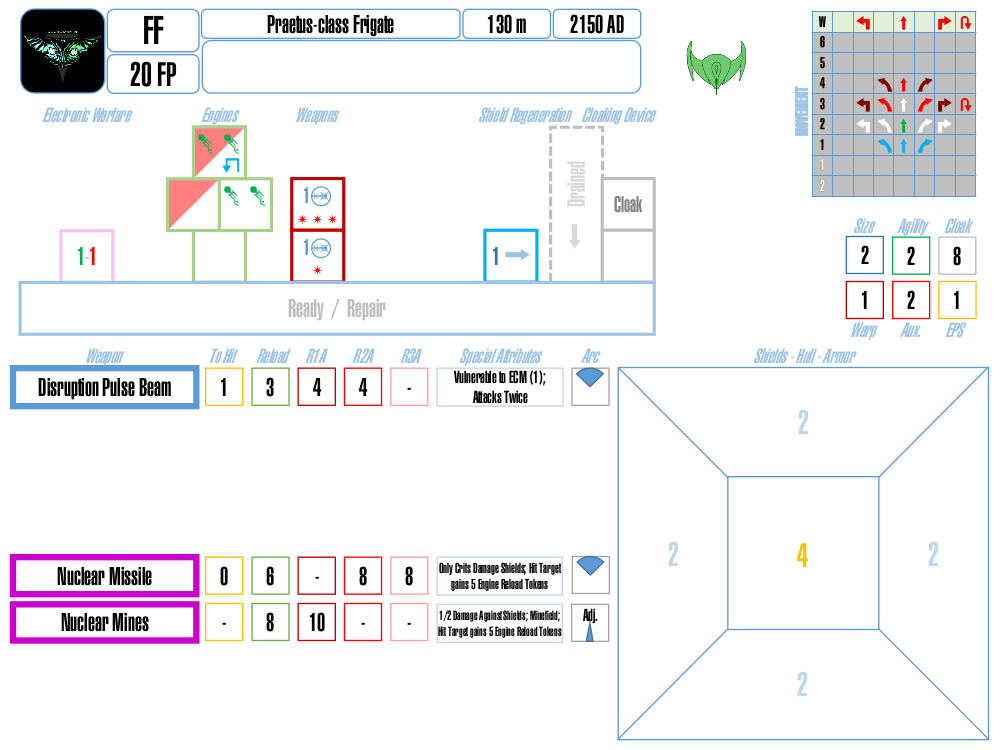 FF
Praetus-class Frigate
130 m
2150 AD
20 FP
Electronic Warfare
Engines
Weapons
Shield Regeneration
Cloaking Device
1-1
1
1
1
Drained
Cloak
Ready / Repair
MOVEMENT
W
6
5
4
3
2
1
1
2
Size
Agility
Cloak
2
2
8
1
2
1
Warp
Aux.
EPS
Weapon
To Hit
Reload
R1A
R2A
R3A
Special Attributes
Arc
Disruption Pulse Beam
1
3
4
4
-
Vulnerable to ECM (1);
Attacks Twice
Nuclear Missile
0
6
-
8
8
Only Crits Damage Shields; Hit Target
gains 5 Engine Reload Tokens
Nuclear Mines
-
8
10
-
-
1/2 Damage Against Shields; Minefield;
Hit Target gains 5 Engine Reload Tokens
Adj.
Shields - Hull - Armor
2
2
4
2
2